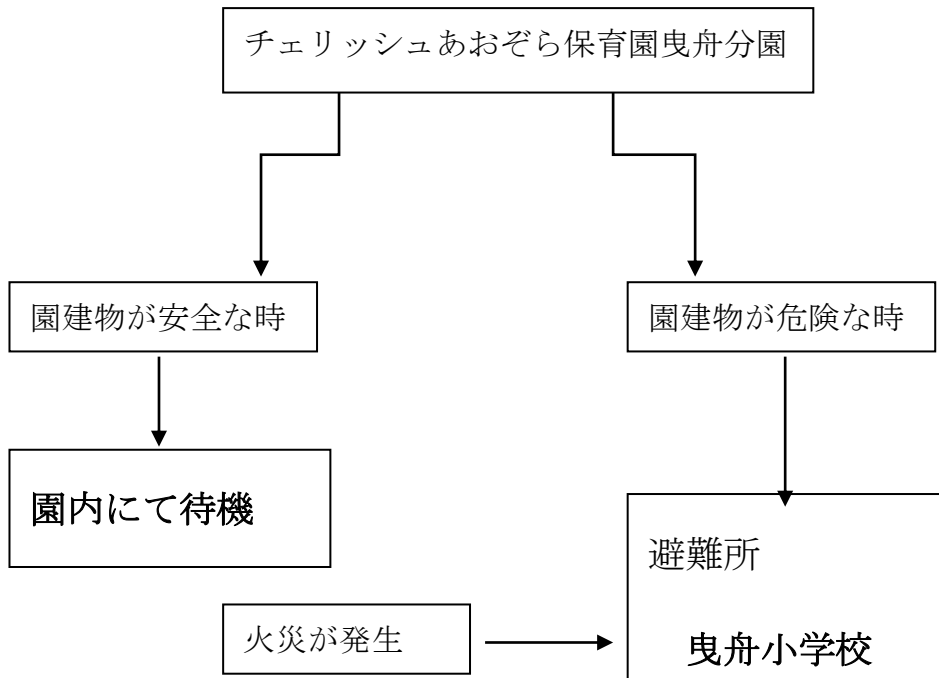 チェリッシュあおぞら保育園曳舟分園
園建物が安全な時
園建物が危険な時
園内にて待機
避難所
火災が発生
曳舟小学校